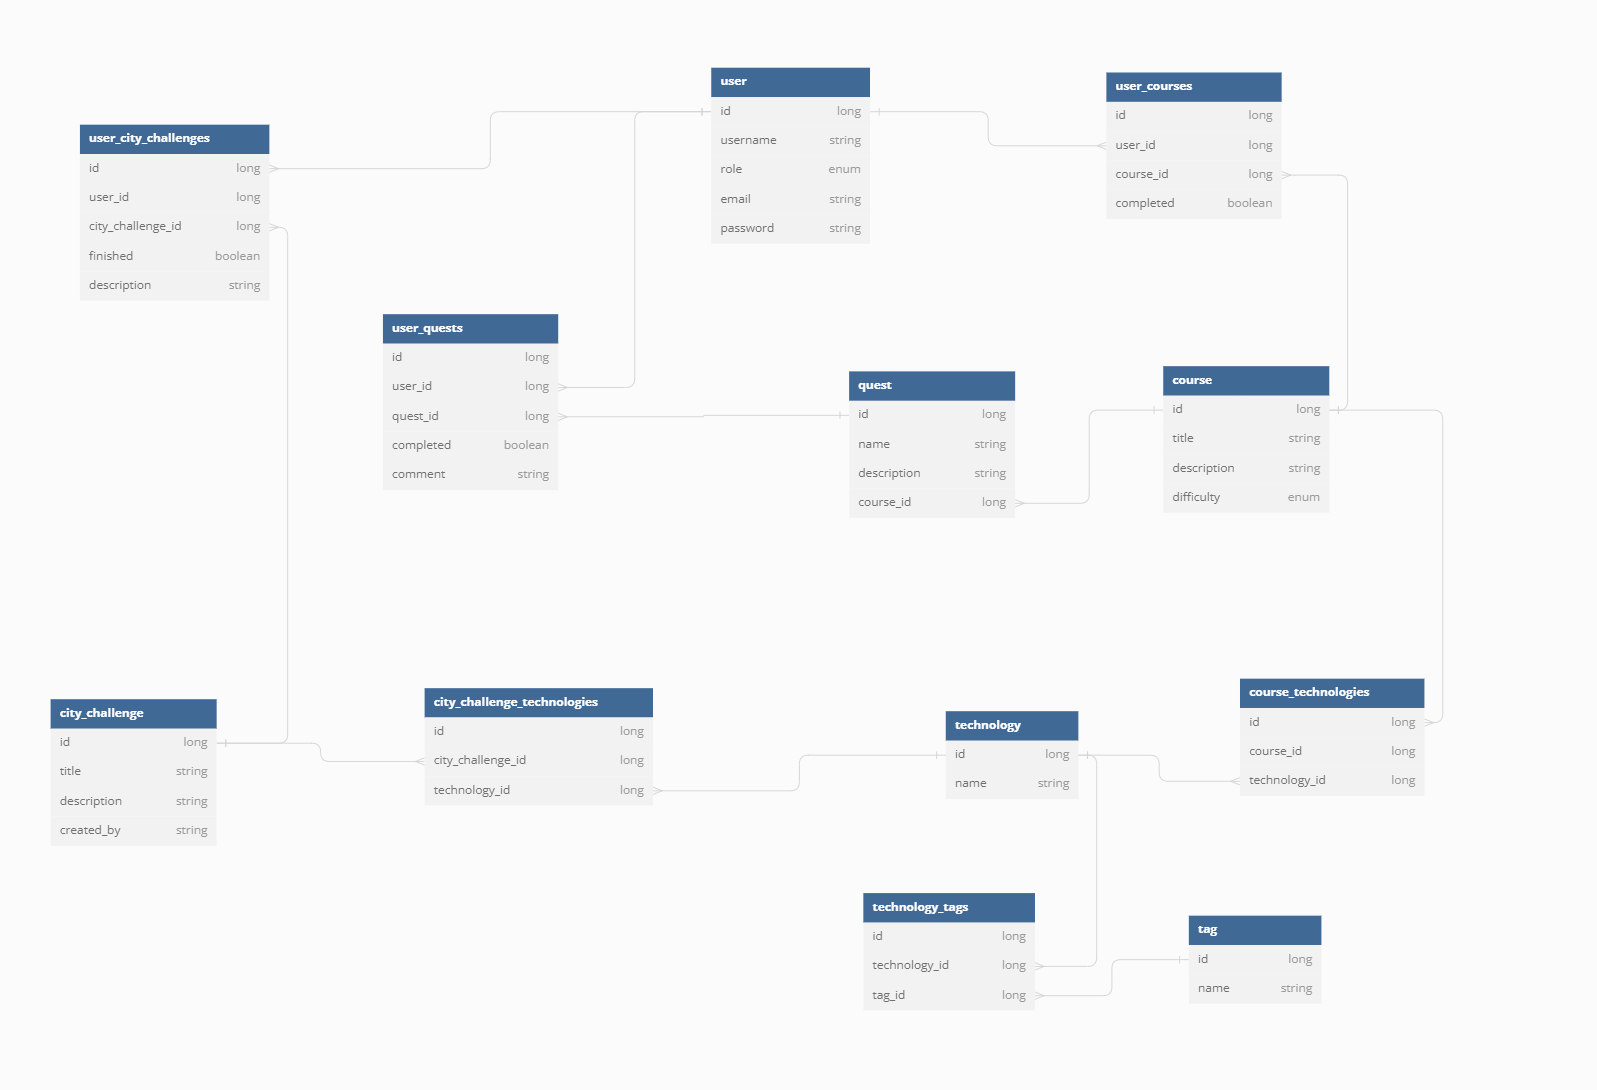 user
id long
username string
role enum
email string
password string
user_courses
id long
user_id long
course_id long
completed boolean
user_city_challenges
id long
user_id long
city_challenge_id long
finished boolean
description string
user_quests
id long
user_id long
quest_id long
completed boolean
comment string
quest
id long
name string
description string
course_id long
course
id long
title string
description string
difficulty enum
city_challenge
id long
title string
description string
created_by string
city_challenge_technologies
id long
city_challenge_id long
technology_id long
technology
id long
name string
course_technologies
id long
course_id long
technology_id long
technology_tags
id long
technology_id long
tag_id long
tag
id long
name string